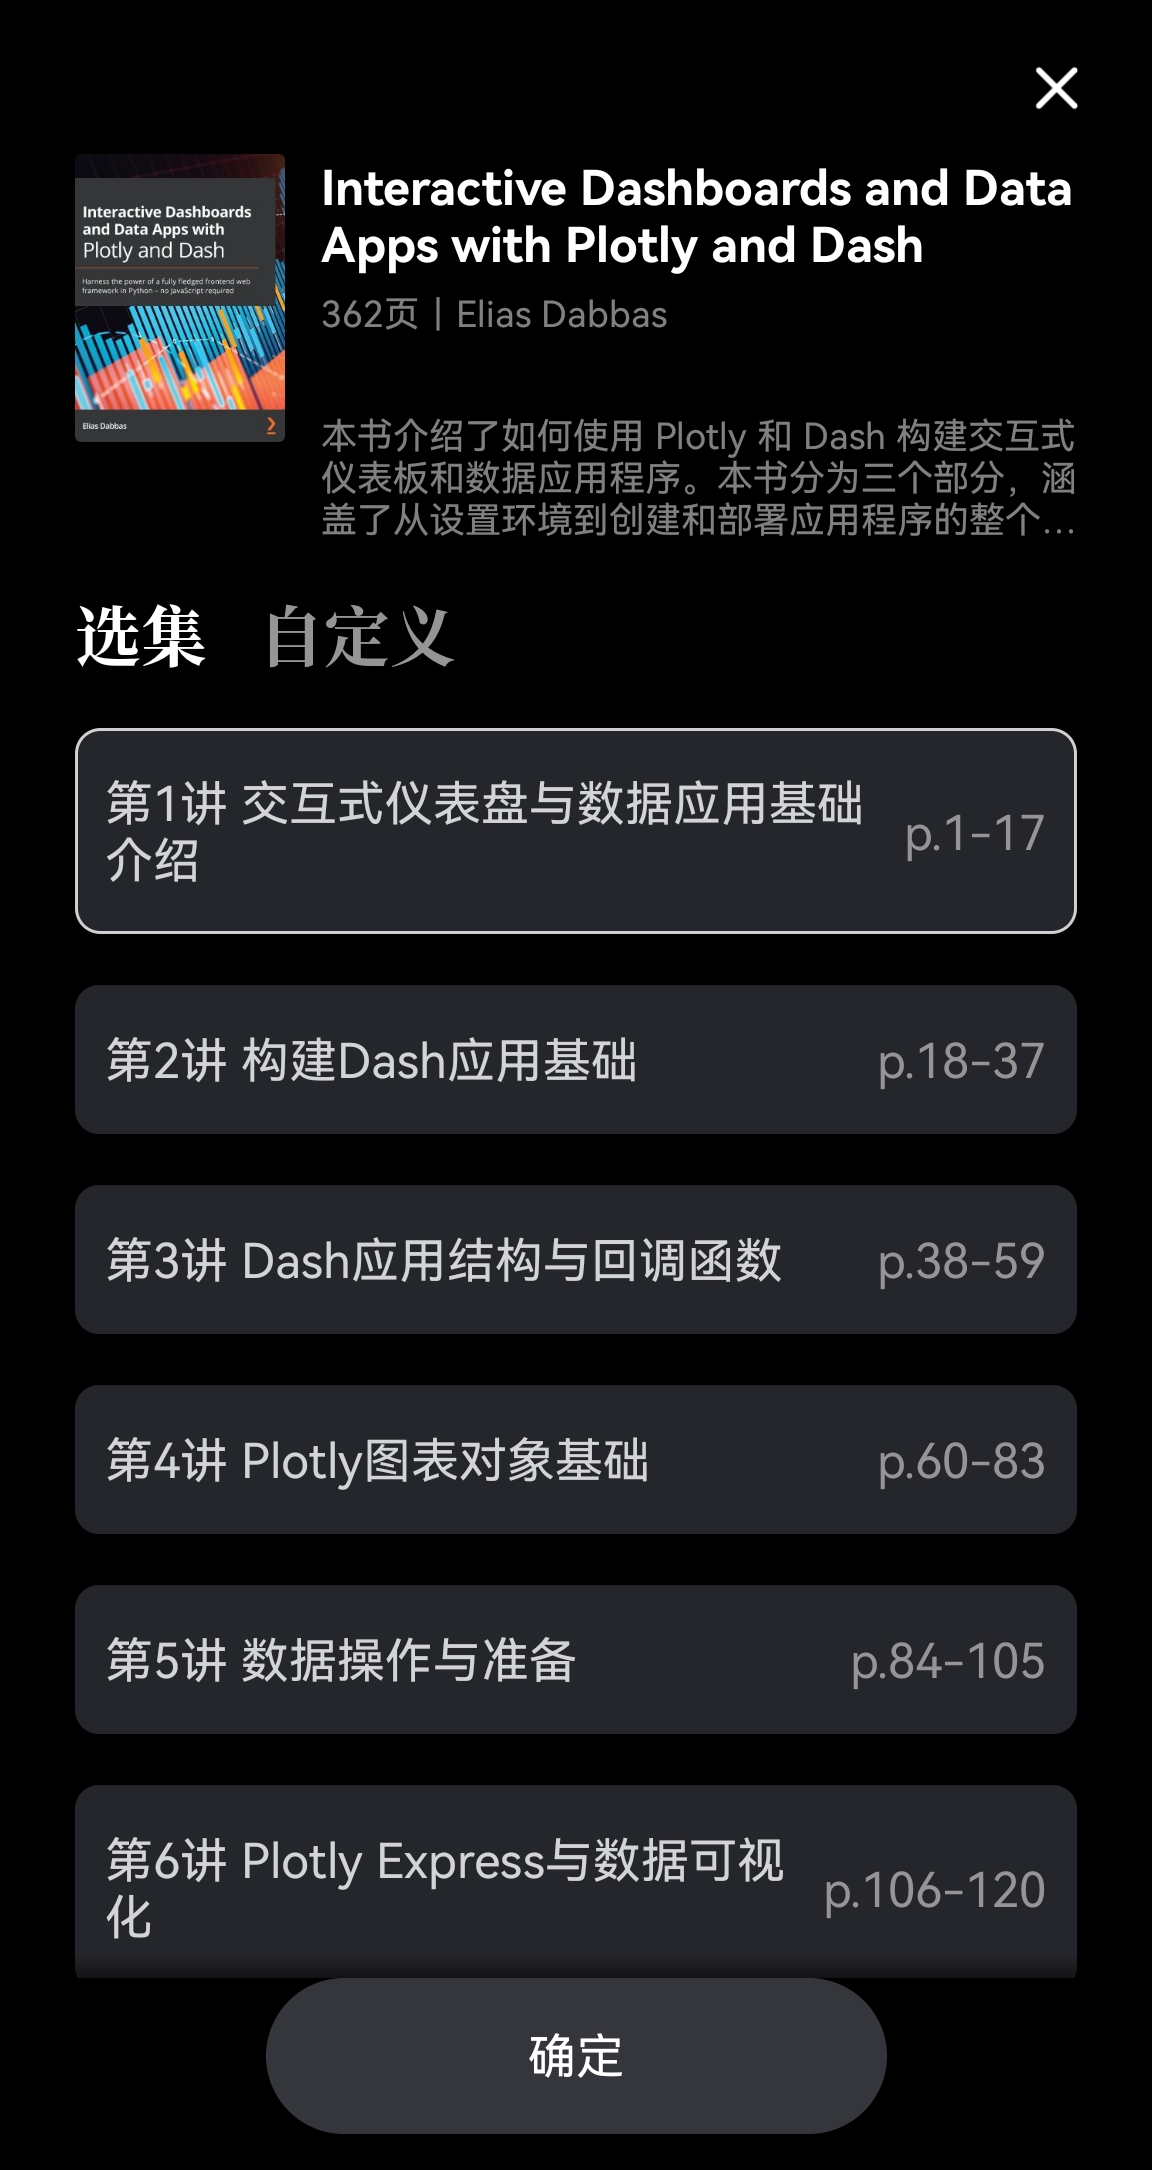 Interactive Dashboards
and Data Apps with
Plotly and Dash
Harness the power of a fully fledged frontend web
framework in Python – no JavaScript required
Elias Dabbas
Interactive Dashboards and Data
Apps with Plotly and Dash
362页 | Elias Dabbas
本书介绍了如何使用 Plotly 和 Dash 构建交互式
仪表板和数据应用程序。本书分为三个部分，涵
盖了从设置环境到创建和部署应用程序的整个...
选集 自定义
第1讲 交互式仪表盘与数据应用基础
介绍
p.1-17
第2讲 构建Dash应用基础 p.18-37
第3讲 Dash应用结构与回调函数 p.38-59
第4讲 Plotly图表对象基础 p.60-83
第5讲 数据操作与准备 p.84-105
第6讲 Plotly Express与数据可视
化
p.106-120
确定